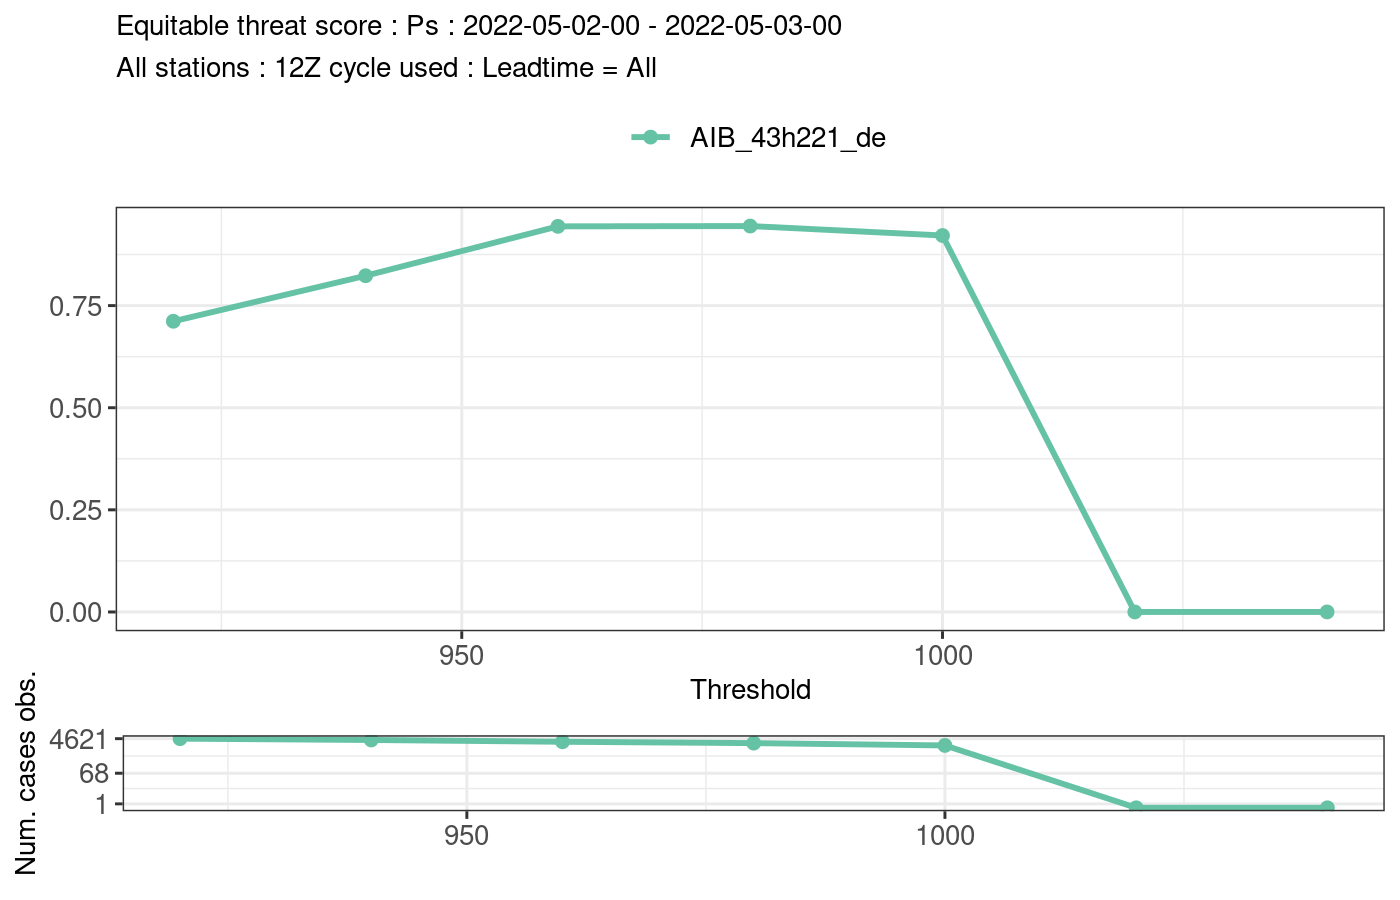 Equitable threat score : Ps : 2022-05-02-00 - 2022-05-03-00
All stations : 12Z cycle used : Leadtime = All
AIB_43h221_de
0.75
0.50
0.25
0.00
950 1000
Threshold
Num. cases obs.
4621
68
1
950 1000